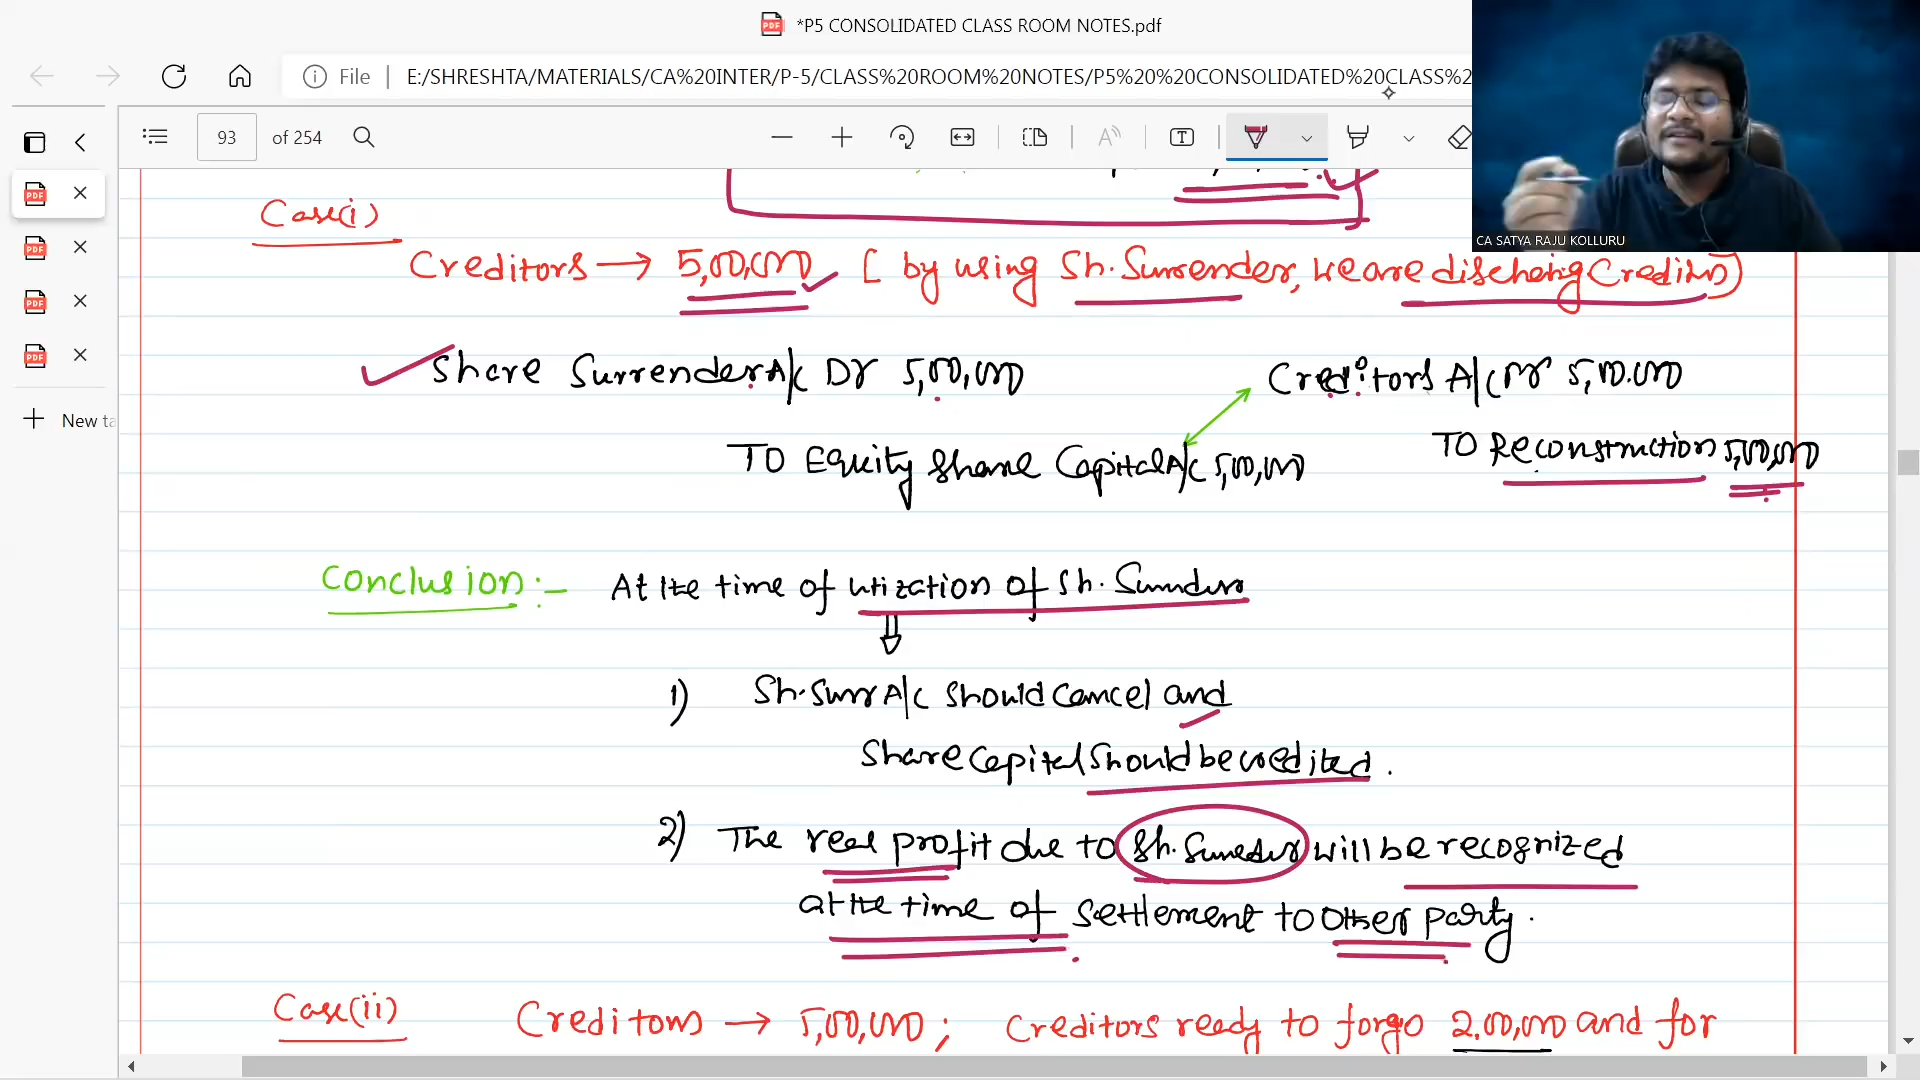 *P5 CONSOLIDATED CLASS ROOM NOTES.pdf
File E:/SHRESHTA/MATERIALS/CA%20INTER/P-5/CLASS%20ROOM%20NOTES/P5%20%20CONSOLIDATED%20CLASS%2
93 of 254
CA SATYA RAJU KOLLURU
New ta
Case(i)
Creditors → 5,00,000 [ by using Sh. Surrender, we are discharging Creditors)
Share Surrender A/c Dr 5,00,000
Creditors A/c Dr 5,00,000
TO Equity Share Capital A/c 5,00,000
TO Reconstruction 5,00,000
Conclusion :-
At the time of utization of Sh. Surrender
1) Sh. Surr A/c should cancel and
Share Capital should be credited.
2) The real profit due to Sh. Surrender will be recognized
at the time of settlement to other party.
Case(ii)
Creditors → 5,00,000; Creditors ready to forgo 2,00,000 and for